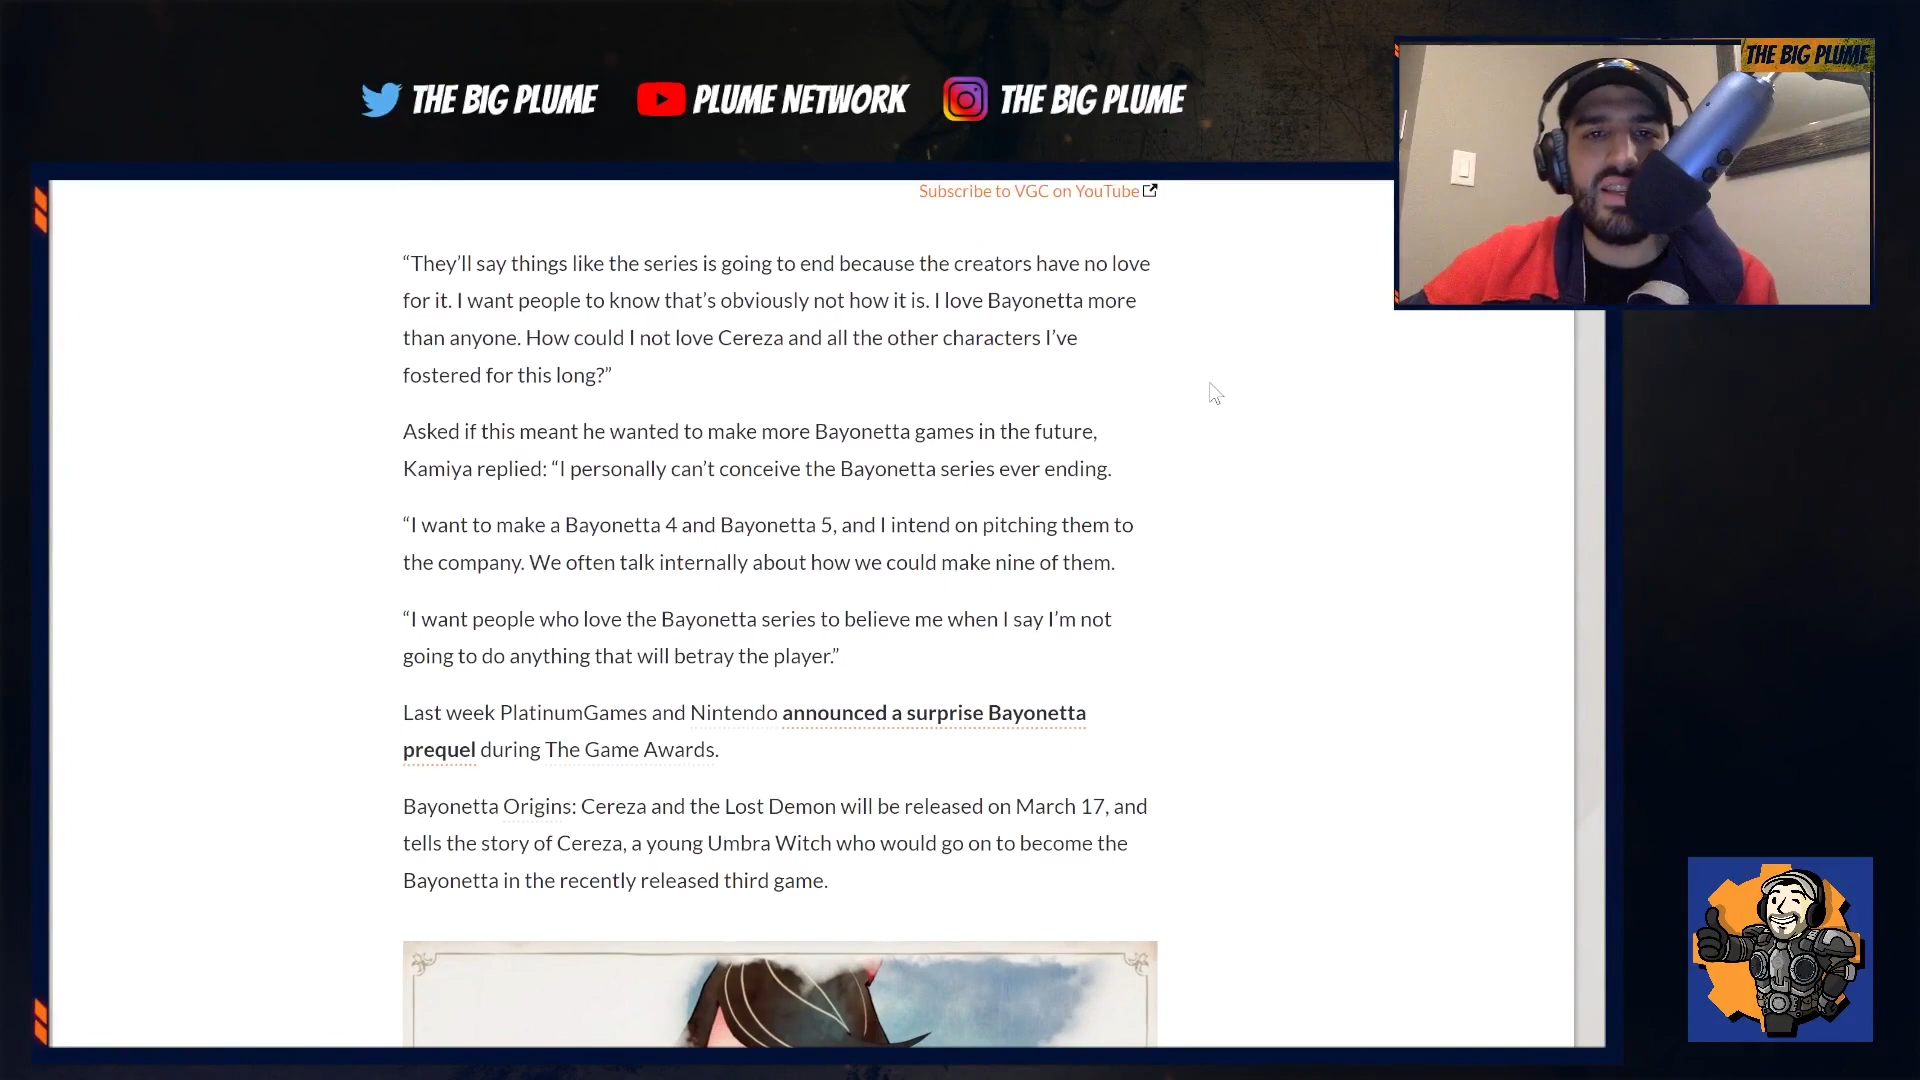 THE BIG PLUME
PLUME NETWORK
THE BIG PLUME
THE BIG PLUME
Subscribe to VGC on YouTube
“They’ll say things like the series is going to end because the creators have no love
for it. I want people to know that’s obviously not how it is. I love Bayonetta more
than anyone. How could I not love Cereza and all the other characters I’ve
fostered for this long?”
Asked if this meant he wanted to make more Bayonetta games in the future,
Kamiya replied: “I personally can’t conceive the Bayonetta series ever ending.
“I want to make a Bayonetta 4 and Bayonetta 5, and I intend on pitching them to
the company. We often talk internally about how we could make nine of them.
“I want people who love the Bayonetta series to believe me when I say I’m not
going to do anything that will betray the player.”
Last week PlatinumGames and Nintendo announced a surprise Bayonetta
prequel during The Game Awards.
Bayonetta Origins: Cereza and the Lost Demon will be released on March 17, and
tells the story of Cereza, a young Umbra Witch who would go on to become the
Bayonetta in the recently released third game.